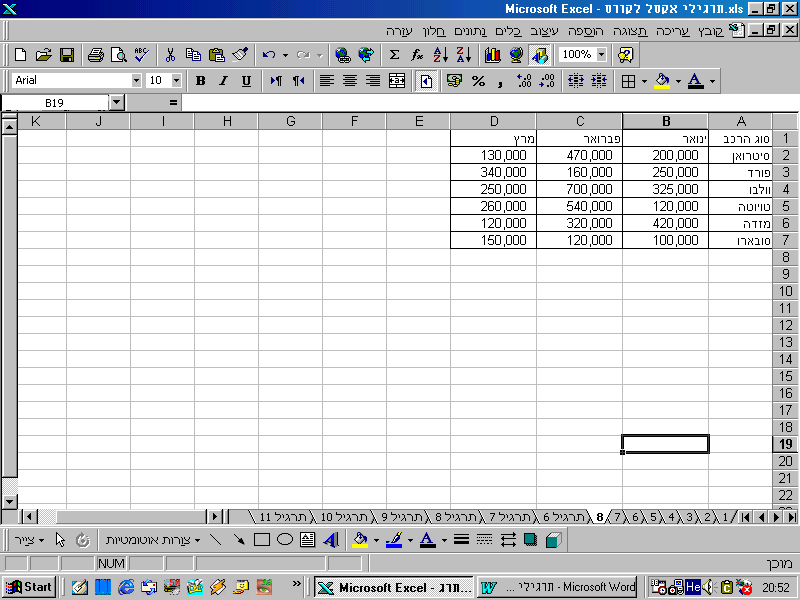 Microsoft Excel - תרגילי אקסל לקורס.xls
קובץ עריכה תצוגה הוספה עיצוב כלים נתונים חלון עזרה
100%
Arial 10 B I U
B19 =
A B C D E F G H I J K
1 סוג הרכב ינואר פברואר מרץ
2 סיטרואן 200,000 470,000 130,000
3 פורד 250,000 160,000 340,000
4 וולבו 325,000 700,000 250,000
5 טויוטה 120,000 540,000 260,000
6 מזדה 420,000 320,000 120,000
7 סובארו 100,000 120,000 150,000
8
9
10
11
12
13
14
15
16
17
18
19
20
21
22
1 2 3 4 5 6 7 8 תרגיל 6 תרגיל 7 תרגיל 8 תרגיל 9 תרגיל 10 תרגיל 11
צייר צורות אוטומטיות
מוכן
NUM
Start Microsoft Excel - תרג... תרגילי ... - Microsoft Word He 20:52